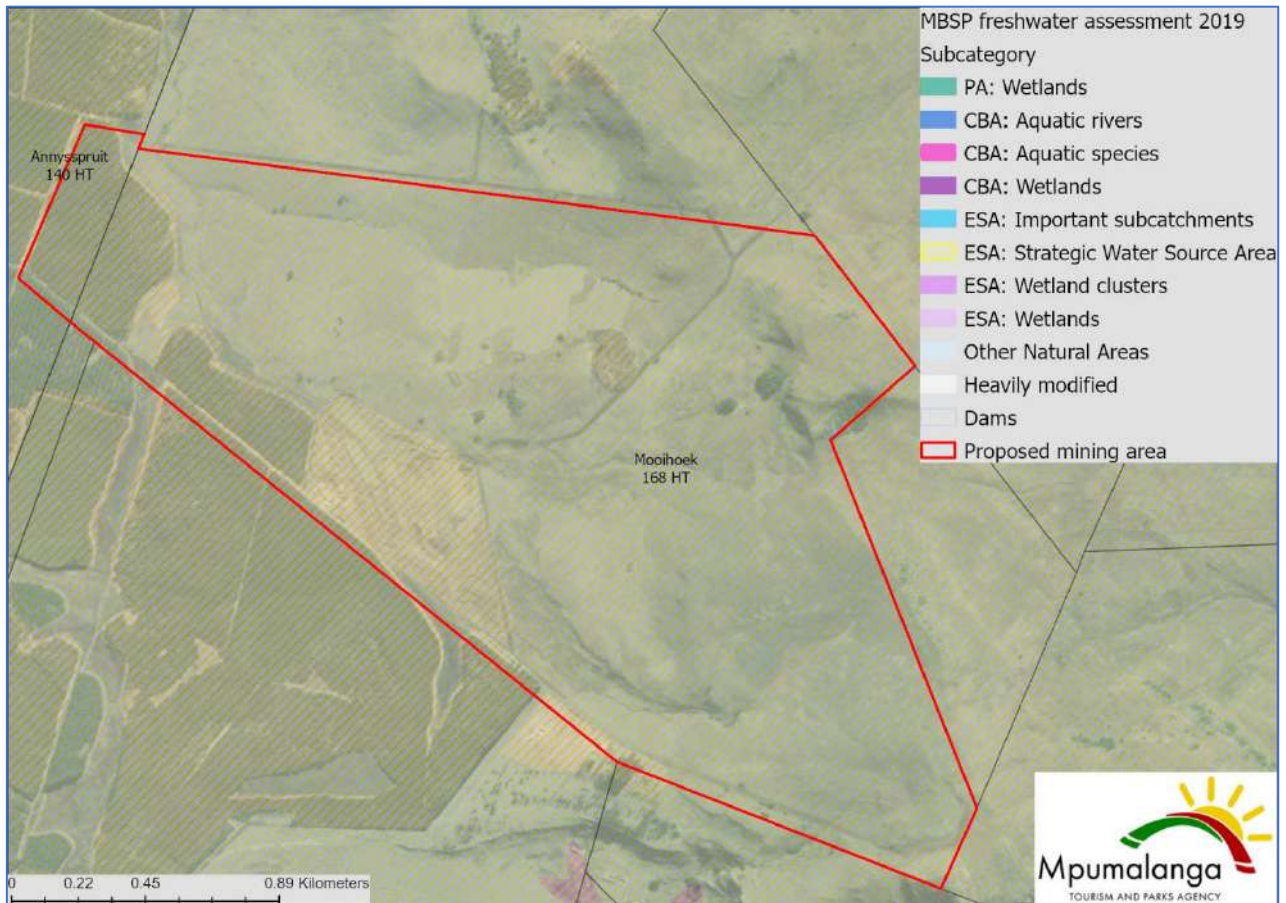 MBSP freshwater assessment 2019
Subcategory
PA: Wetlands
CBA: Aquatic rivers
CBA: Aquatic species
CBA: Wetlands
ESA: Important subcatchments
ESA: Strategic Water Source Area
ESA: Wetland clusters
ESA: Wetlands
Other Natural Areas
Heavily modified
Dams
Proposed mining area
Annysspruit
140 HT
Mooihoek
168 HT
0 0.22 0.45 0.89 Kilometers
Mpumalanga
TOURISM AND PARKS AGENCY